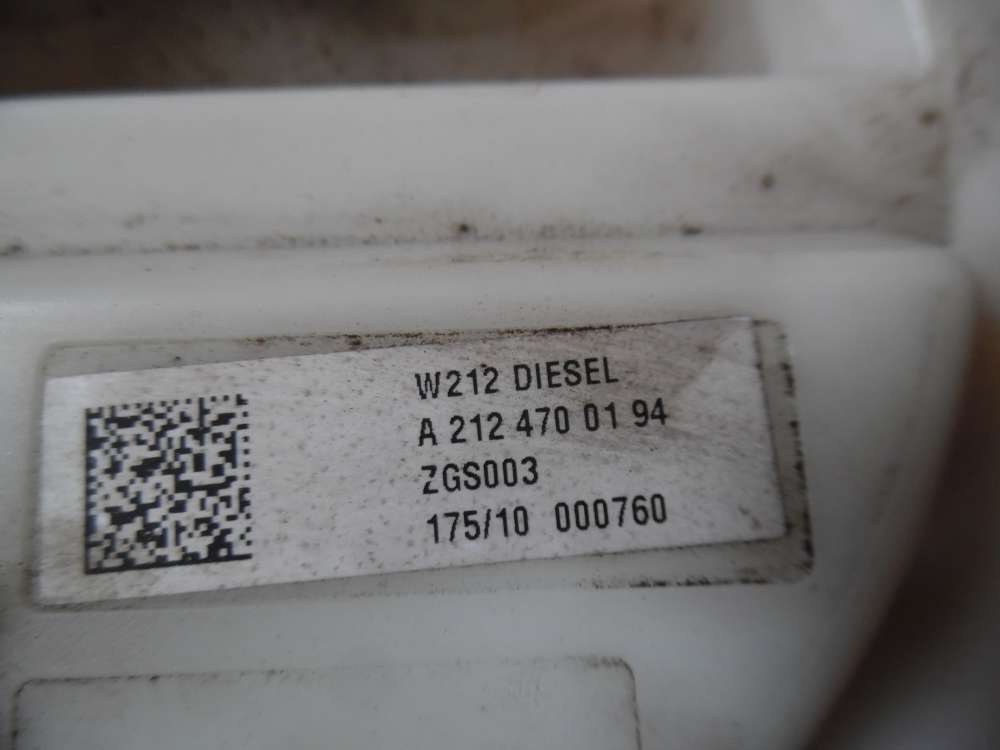 W212 DIESEL
A 212 470 01 94
ZGS003
175/10 000760